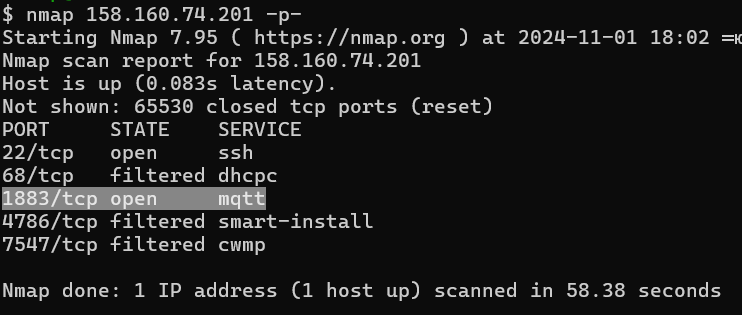 $ nmap 158.160.74.201 -p-
Starting Nmap 7.95 ( https://nmap.org ) at 2024-11-01 18:02
Nmap scan report for 158.160.74.201
Host is up (0.083s latency).
Not shown: 65530 closed tcp ports (reset)
PORT     STATE    SERVICE
22/tcp   open     ssh
68/tcp   filtered dhcpc
1883/tcp open     mqtt
4786/tcp filtered smart-install
7547/tcp filtered cwmp
Nmap done: 1 IP address (1 host up) scanned in 58.38 seconds